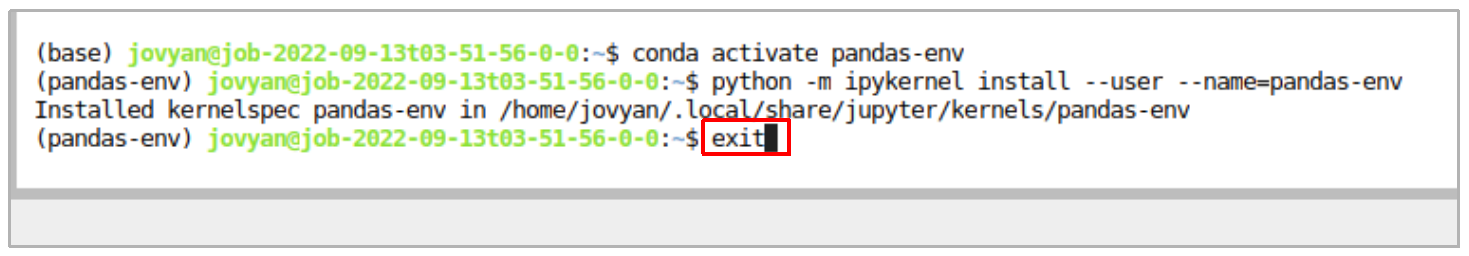 (base) jovyan@job-2022-09-13t03-51-56-0-0:~$ conda activate pandas-env
(pandas-env) jovyan@job-2022-09-13t03-51-56-0-0:~$ python -m ipykernel install --user --name=pandas-env
Installed kernelspec pandas-env in /home/jovyan/.local/share/jupyter/kernels/pandas-env
(pandas-env) jovyan@job-2022-09-13t03-51-56-0-0:~$ exit